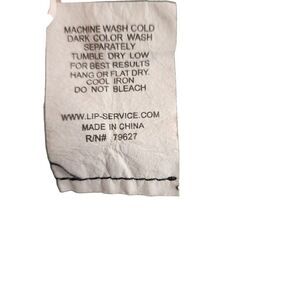 MACHINE WASH COLD
DARK COLOR WASH
SEPARATELY
TUMBLE DRY LOW
FOR BEST RESULTS
HANG OR FLAT DRY.
COOL IRON
DO NOT BLEACH
WWW.LIP-SERVICE.COM
MADE IN CHINA
R/N# 79627